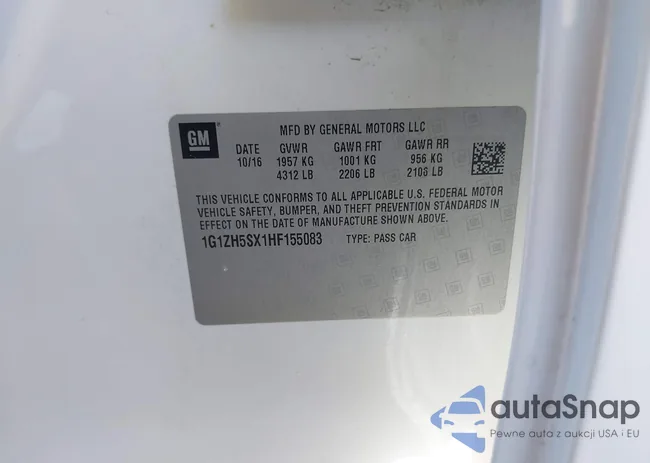 GM
MFD BY GENERAL MOTORS LLC
DATE GVWR GAWR FRT GAWR RR
10/16 1957 KG 1001 KG 956 KG
4312 LB 2206 LB 2108 LB
THIS VEHICLE CONFORMS TO ALL APPLICABLE U.S. FEDERAL MOTOR
VEHICLE SAFETY, BUMPER, AND THEFT PREVENTION STANDARDS IN
EFFECT ON THE DATE OF MANUFACTURE SHOWN ABOVE.
1G1ZH5SX1HF155083 TYPE: PASS CAR
autaSnap
Pewne auta z aukcji USA i EU